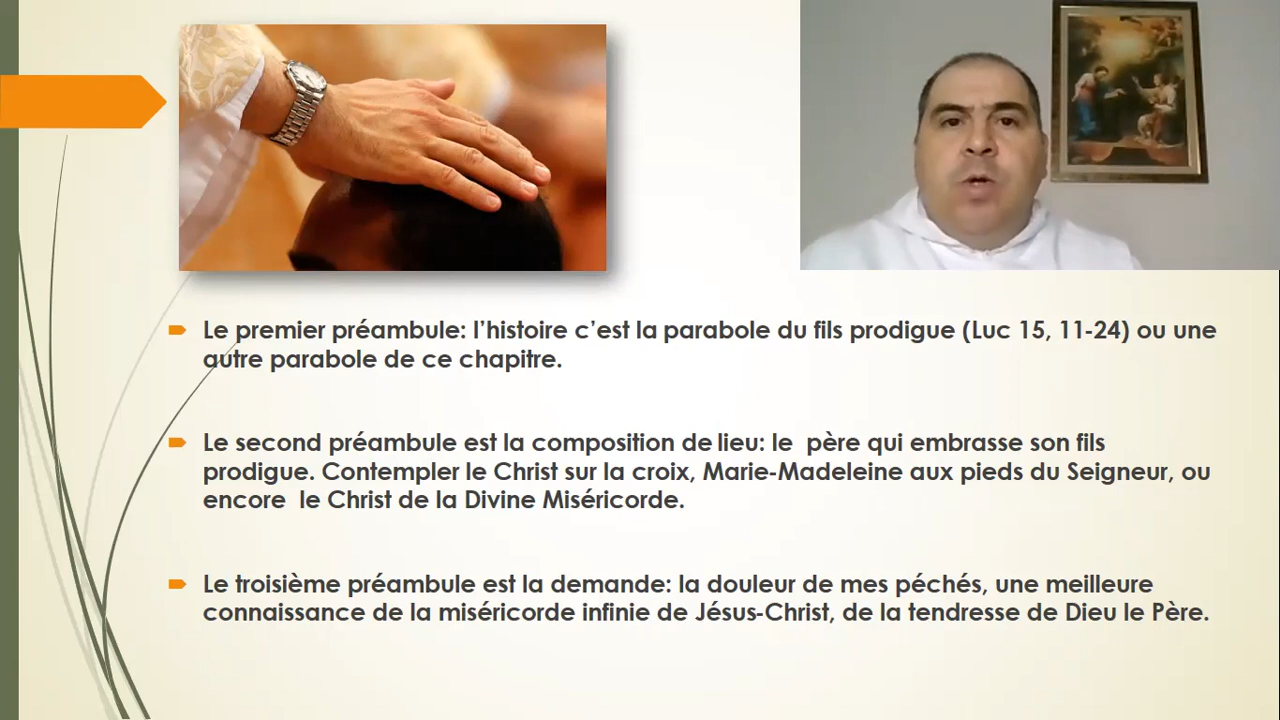 Le premier préambule: l’histoire c’est la parabole du fils prodigue (Luc 15, 11-24) ou une
autre parabole de ce chapitre.
Le second préambule est la composition de lieu: le père qui embrasse son fils
prodigue. Contempler le Christ sur la croix, Marie-Madeleine aux pieds du Seigneur, ou
encore le Christ de la Divine Miséricorde.
Le troisième préambule est la demande: la douleur de mes péchés, une meilleure
connaissance de la miséricorde infinie de Jésus-Christ, de la tendresse de Dieu le Père.